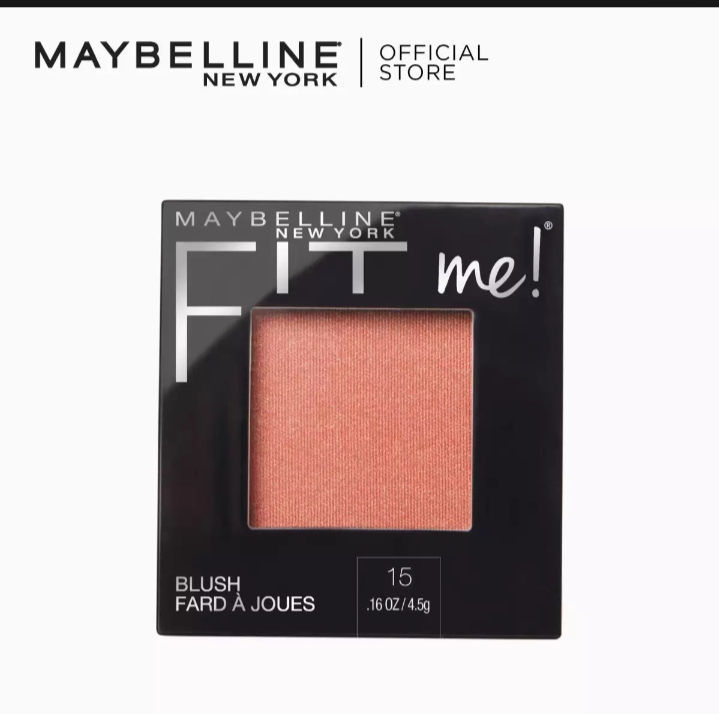 MAYBELLINE
NEW YORK
OFFICIAL
STORE
MAYBELLINE®
NEW YORK
FIT me!®
BLUSH
FARD À JOUES
15
.16 OZ / 4.5g